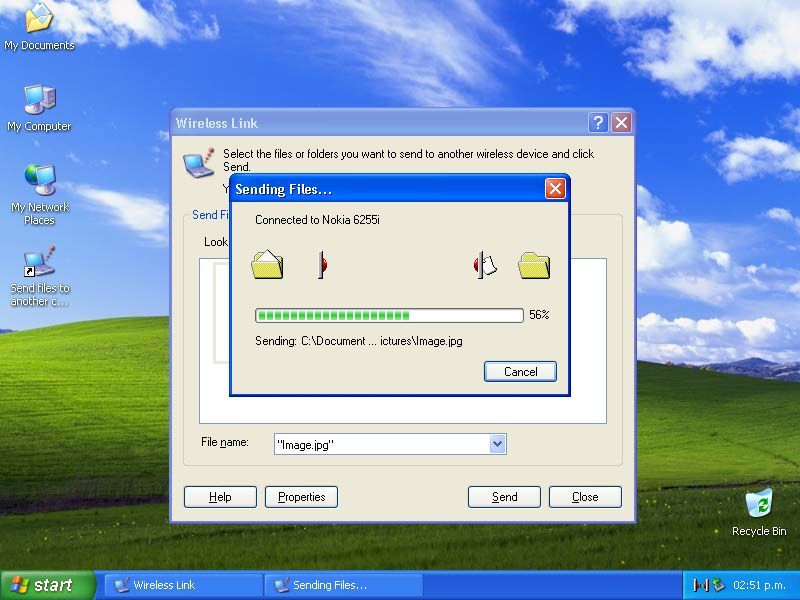 My Documents
My Computer
My Network
Places
Send files to
another c...
Wireless Link
Select the files or folders you want to send to another wireless device and click
Send.
Y
Send Fi
Look
Sending Files...
Connected to Nokia 6255i
56%
Sending: C:\Document ... ictures\Image.jpg
Cancel
File name:
"Image.jpg"
Help
Properties
Send
Close
Recycle Bin
start
Wireless Link
Sending Files...
02:51 p.m.